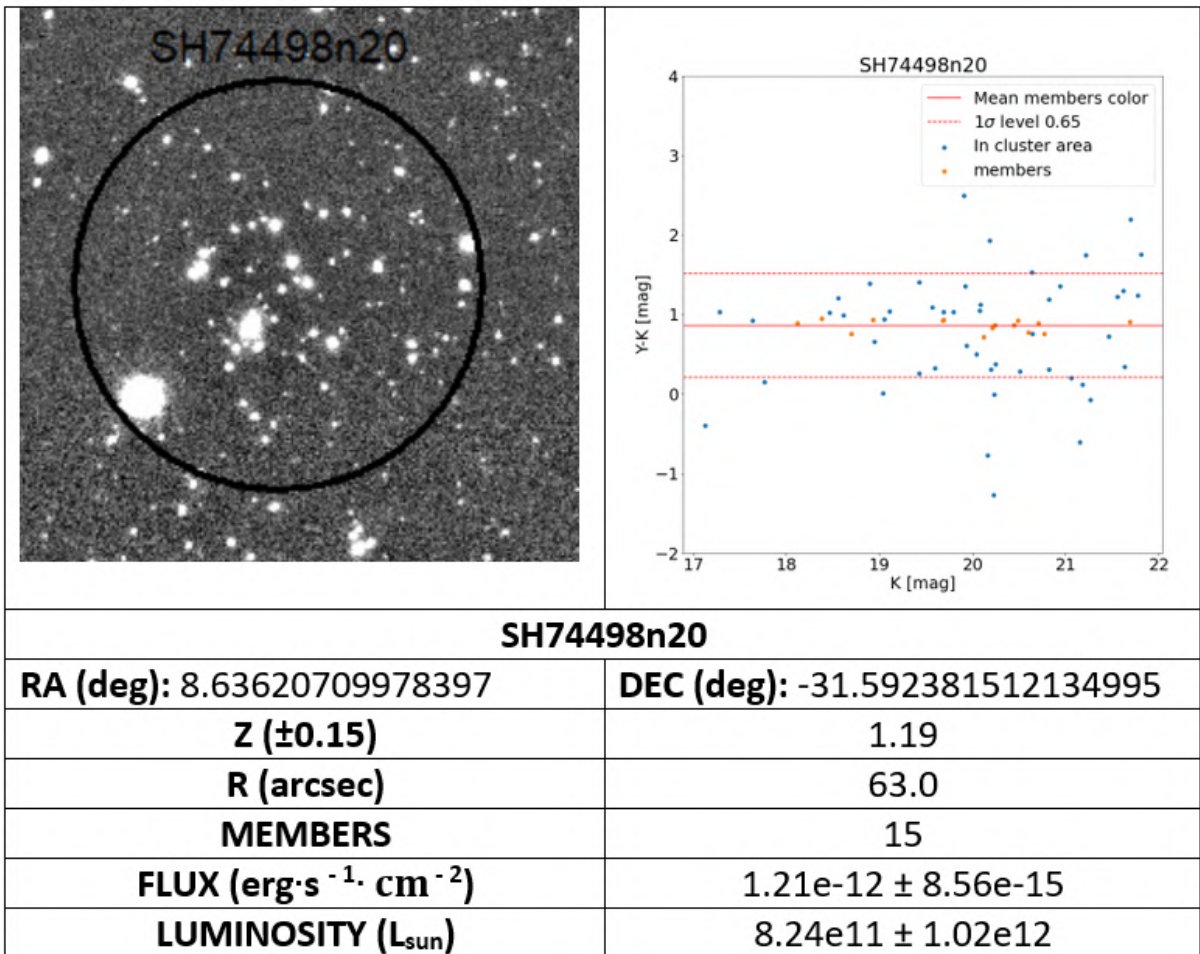 SH74498n20
SH74498n20
4
3
2
1
0
−1
−2
Y-K [mag]
Mean members color
1σ level 0.65
In cluster area
members
17 18 19 20 21 22
K [mag]
SH74498n20
RA (deg): 8.63620709978397 DEC (deg): -31.592381512134995
Z (±0.15) 1.19
R (arcsec) 63.0
MEMBERS 15
FLUX (erg·s⁻¹· cm⁻²) 1.21e-12 ± 8.56e-15
LUMINOSITY (Lsun) 8.24e11 ± 1.02e12